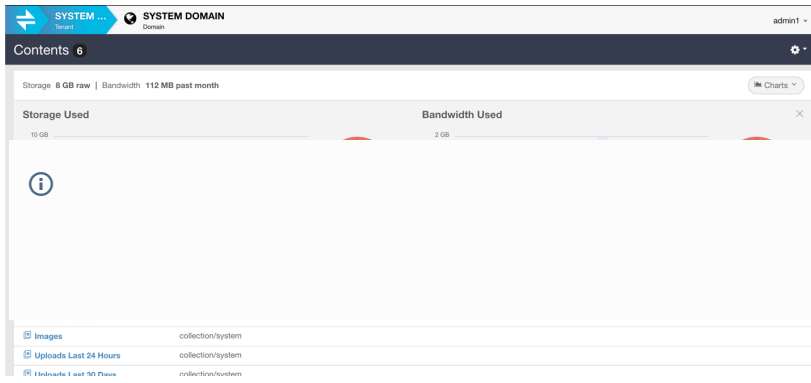 SYSTEM ...
Tenant
SYSTEM DOMAIN
Domain
admin1
Contents 6
Storage 8 GB raw | Bandwidth 112 MB past month
Charts
Storage Used
Bandwidth Used
10 GB
2 GB
Images collection/system
Uploads Last 24 Hours collection/system
Uploads Last 30 Days collection/system